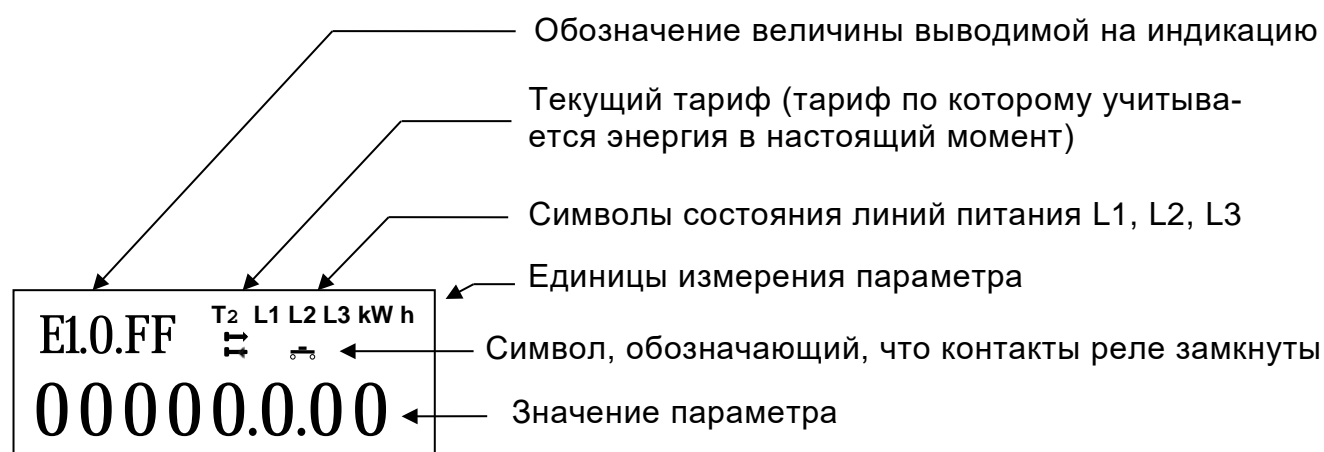 Обозначение величины выводимой на индикацию
Текущий тариф (тариф по которому учитыва-
ется энергия в настоящий момент)
Символы состояния линий питания L1, L2, L3
Единицы измерения параметра
E1.0.FF T2 L1 L2 L3 kW h
Символ, обозначающий, что контакты реле замкнуты
00000.0.00
Значение параметра